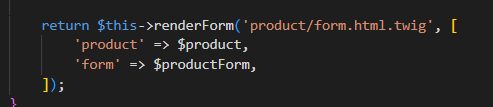 return $this->renderForm('product/form.html.twig', [
'product' => $product,
'form' => $productForm,
]);
}